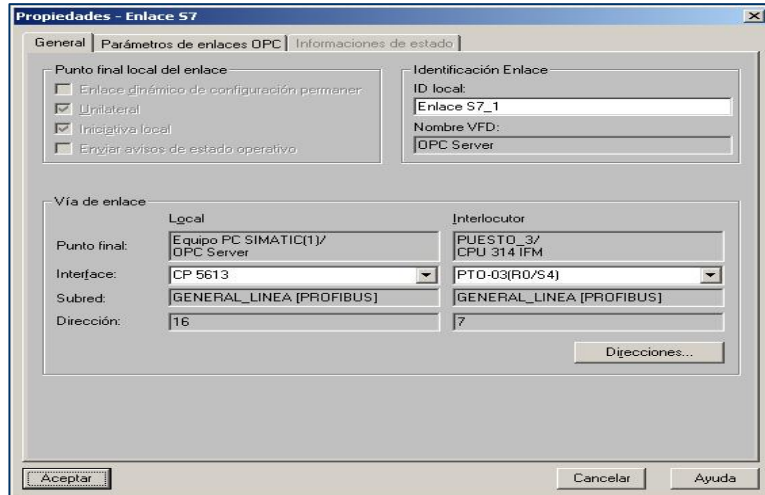 Propiedades - Enlace S7
General
Parámetros de enlaces OPC
Informaciones de estado
Punto final local del enlace
Enlace dinámico de configuración permaner
Unilateral
Iniciativa local
Enviar avisos de estado operativo
Identificación Enlace
ID local:
Enlace S7_1
Nombre VFD:
OPC Server
Vía de enlace
Local
Interlocutor
Punto final:
Equipo PC SIMATIC(1)/
OPC Server
PUESTO_3/
CPU 314 IFM
Interface:
CP 5613
PTO-03(R0/S4)
Subred:
GENERAL_LINEA [PROFIBUS]
GENERAL_LINEA [PROFIBUS]
Dirección:
16
7
Direcciones...
Aceptar
Cancelar
Ayuda